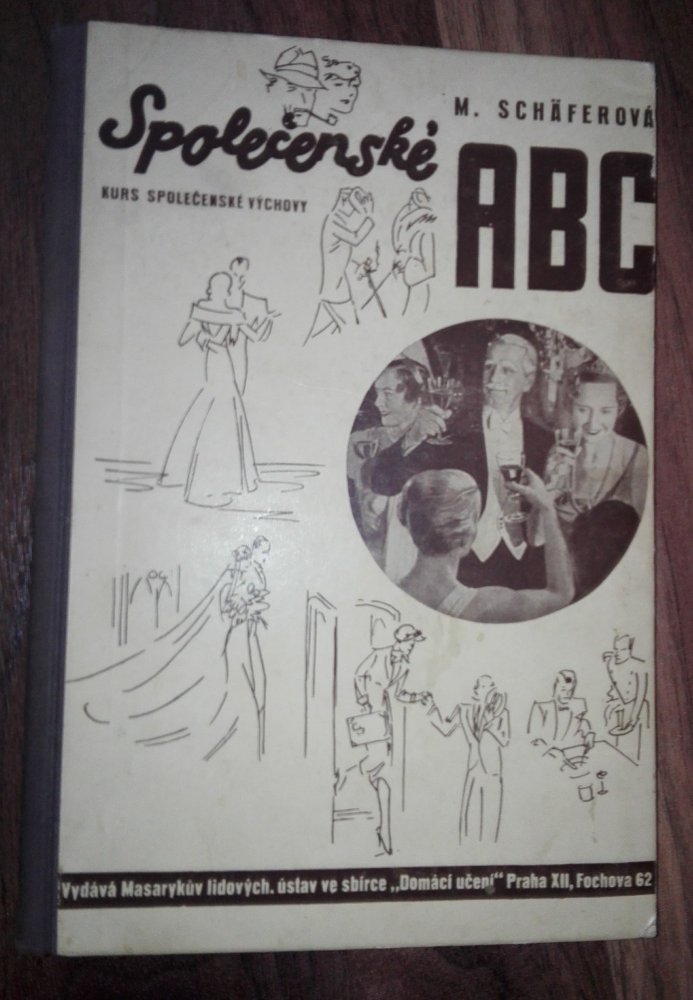 M. SCHÄFEROVÁ
Společenské
ABC
KURS SPOLEČENSKÉ VÝCHOVY
Vydává Masarykův lidových. ústav ve sbírce „Domácí učení“ Praha XII, Fochova 62